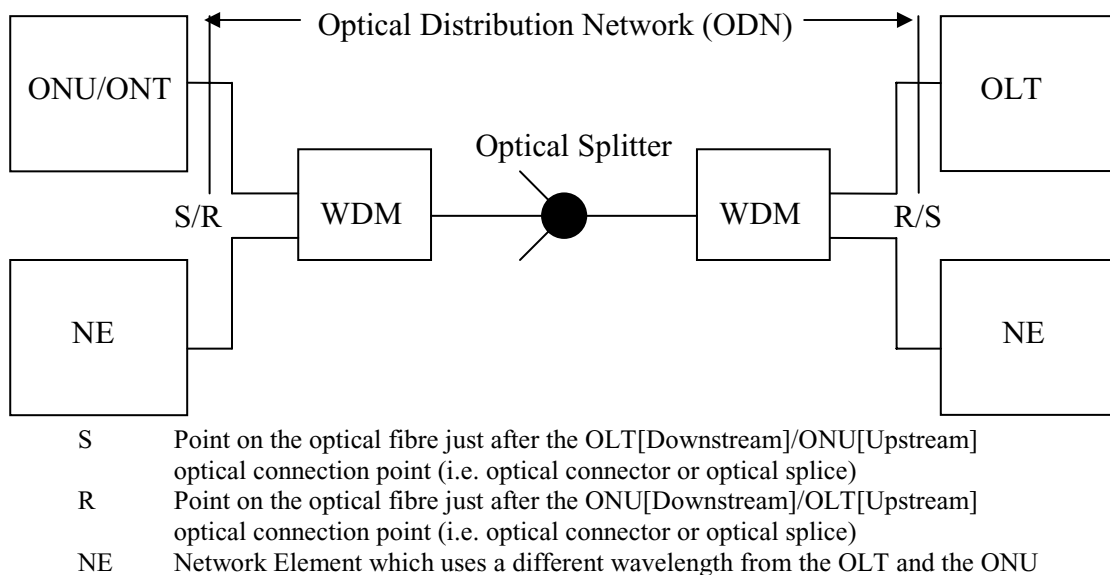 Optical Distribution Network (ODN)
ONU/ONT
OLT
Optical Splitter
S/R
WDM
WDM
R/S
NE
NE
S Point on the optical fibre just after the OLT[Downstream]/ONU[Upstream]
optical connection point (i.e. optical connector or optical splice)
R Point on the optical fibre just after the ONU[Downstream]/OLT[Upstream]
optical connection point (i.e. optical connector or optical splice)
NE Network Element which uses a different wavelength from the OLT and the ONU